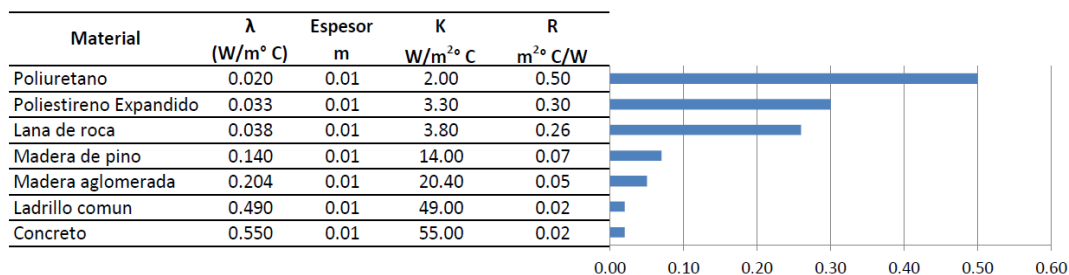 Material λ Espesor K R
(W/m° C) m W/m²° C m²° C/W
Poliuretano 0.020 0.01 2.00 0.50
Poliestireno Expandido 0.033 0.01 3.30 0.30
Lana de roca 0.038 0.01 3.80 0.26
Madera de pino 0.140 0.01 14.00 0.07
Madera aglomerada 0.204 0.01 20.40 0.05
Ladrillo comun 0.490 0.01 49.00 0.02
Concreto 0.550 0.01 55.00 0.02
0.00 0.10 0.20 0.30 0.40 0.50 0.60